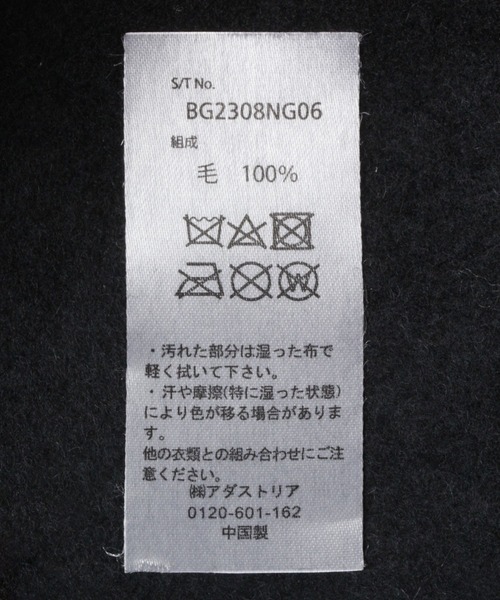 S/T No.
BG2308NG06
組成
毛 100%
W
・汚れた部分は湿った布で
軽く拭いて下さい。
・汗や摩擦(特に湿った状態)
により色が移る場合がありま
す。
他の衣類との組み合わせにご注
意ください。
㈱アダストリア
0120-601-162
中国製